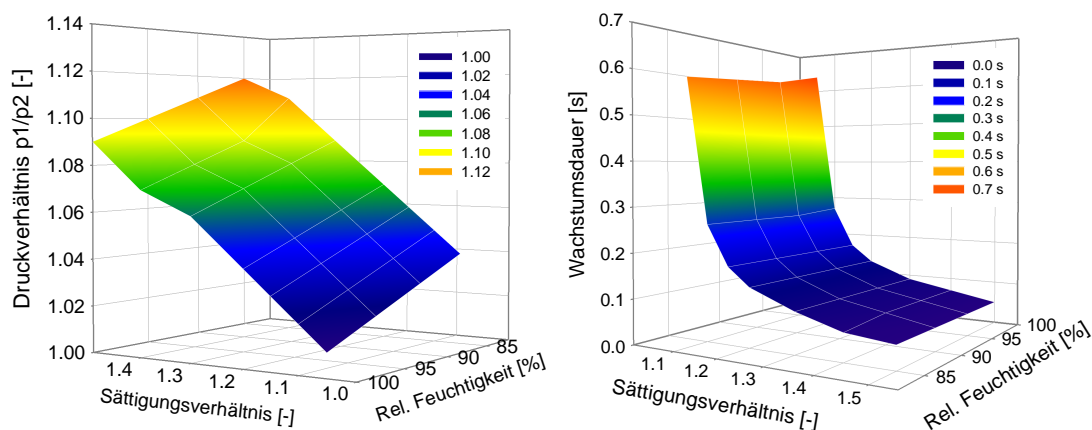 1.14
1.12
1.10
1.08
1.06
1.04
1.02
1.00
Druckverhältnis p1/p2 [-]
1.00
1.02
1.04
1.06
1.08
1.10
1.12
1.4
1.3
1.2
1.1
1.0
Sättigungsverhältnis [-]
100
95
90
85
Rel. Feuchtigkeit [%]
0.7
0.6
0.5
0.4
0.3
0.2
0.1
0.0
Wachstumsdauer [s]
0.0 s
0.1 s
0.2 s
0.3 s
0.4 s
0.5 s
0.6 s
0.7 s
1.1
1.2
1.3
1.4
1.5
Sättigungsverhältnis [-]
85
90
95
100
Rel. Feuchtigkeit [%]